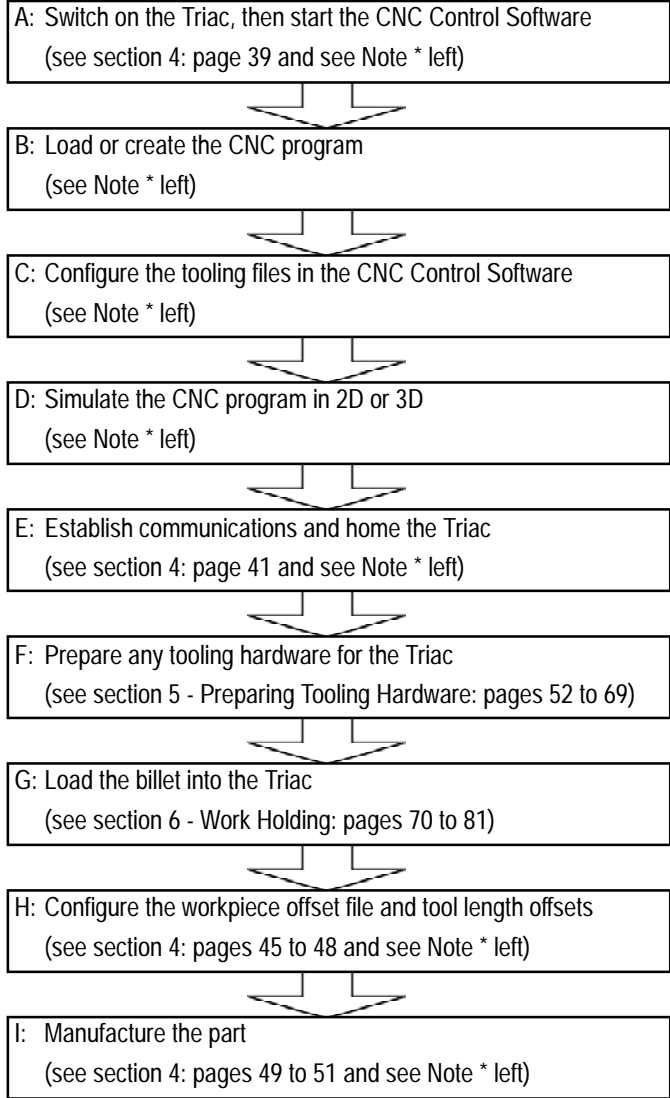 A: Switch on the Triac, then start the CNC Control Software
(see section 4: page 39 and see Note * left)
B: Load or create the CNC program
(see Note * left)
C: Configure the tooling files in the CNC Control Software
(see Note * left)
D: Simulate the CNC program in 2D or 3D
(see Note * left)
E: Establish communications and home the Triac
(see section 4: page 41 and see Note * left)
F: Prepare any tooling hardware for the Triac
(see section 5 - Preparing Tooling Hardware: pages 52 to 69)
G: Load the billet into the Triac
(see section 6 - Work Holding: pages 70 to 81)
H: Configure the workpiece offset file and tool length offsets
(see section 4: pages 45 to 48 and see Note * left)
I: Manufacture the part
(see section 4: pages 49 to 51 and see Note * left)